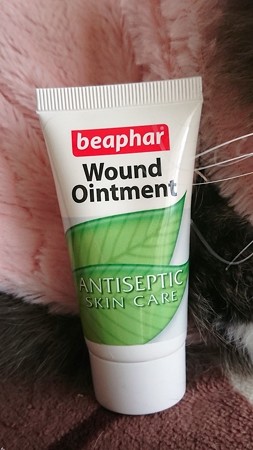 beaphar
Wound
Ointment
ANTISEPTIC
SKIN CARE